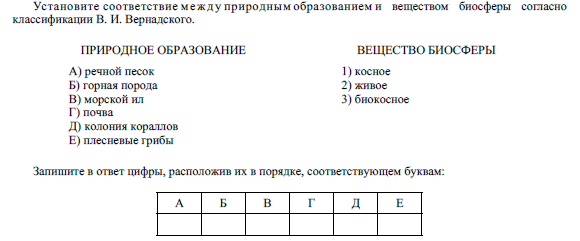 Установите соответствие между природным образованием и веществом биосферы согласно
классификации В. И. Вернадского.
ПРИРОДНОЕ ОБРАЗОВАНИЕ
А) речной песок
Б) горная порода
В) морской ил
Г) почва
Д) колония кораллов
Е) плесневые грибы
ВЕЩЕСТВО БИОСФЕРЫ
1) косное
2) живое
3) биокосное
Запишите в ответ цифры, расположив их в порядке, соответствующем буквам:
А Б В Г Д Е